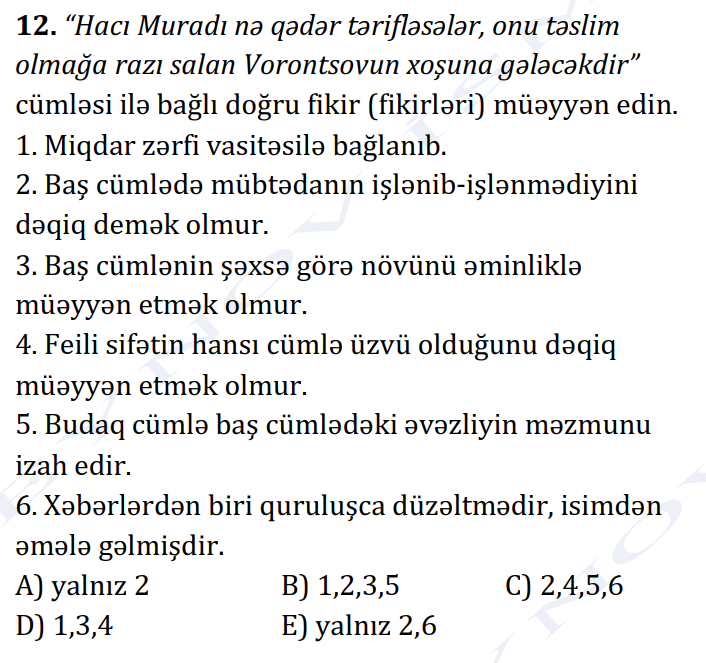 12. “Hacı Muradı nə qədər tərifləsələr, onu təslim
olmağa razı salan Vorontsovun xoşuna gələcəkdir”
cümləsi ilə bağlı doğru fikir (fikirləri) müəyyən edin.
1. Miqdar zərfi vasitəsilə bağlanıb.
2. Baş cümlədə mübtədanın işlənib-işlənmədiyini
dəqiq demək olmur.
3. Baş cümlənin şəxsə görə növünü əminliklə
müəyyən etmək olmur.
4. Feili sifətin hansı cümlə üzvü olduğunu dəqiq
müəyyən etmək olmur.
5. Budaq cümlə baş cümlədəki əvəzliyin məzmunu
izah edir.
6. Xəbərlərdən biri quruluşca düzəltmədir, isimdən
əmələ gəlmişdir.
A) yalnız 2 B) 1,2,3,5 C) 2,4,5,6
D) 1,3,4 E) yalnız 2,6